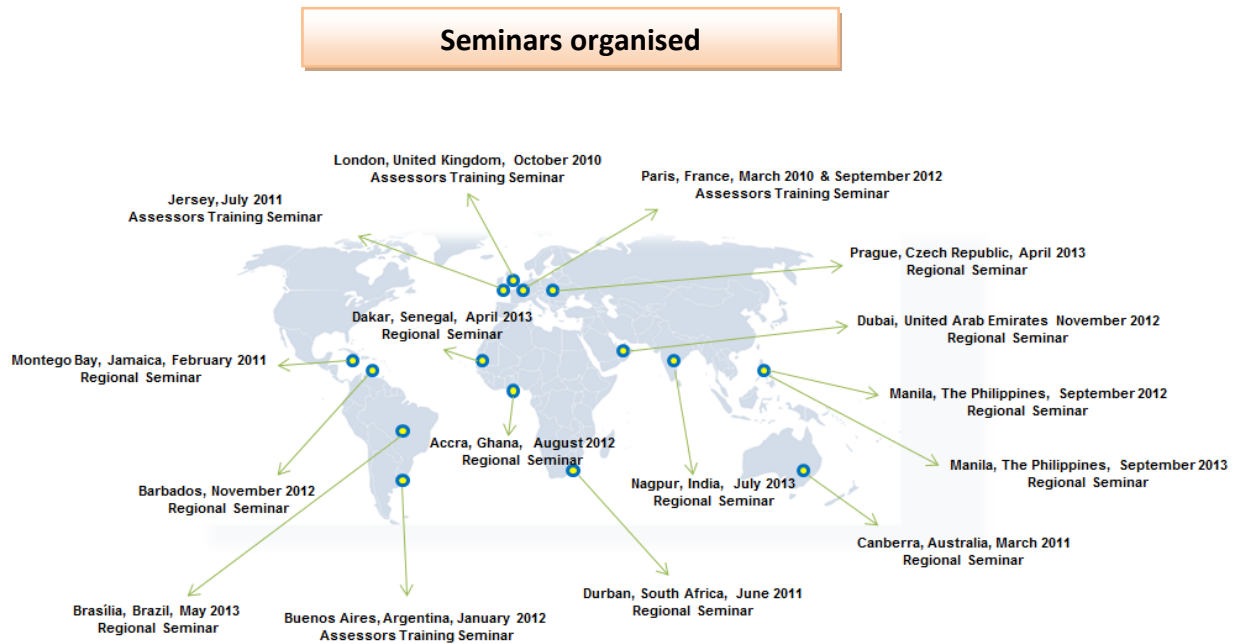 Seminars organised
London, United Kingdom, October 2010
Assessors Training Seminar
Paris, France, March 2010 & September 2012
Assessors Training Seminar
Jersey, July 2011
Assessors Training Seminar
Prague, Czech Republic, April 2013
Regional Seminar
Dakar, Senegal, April 2013
Regional Seminar
Dubai, United Arab Emirates November 2012
Regional Seminar
Montego Bay, Jamaica, February 2011
Regional Seminar
Manila, The Philippines, September 2012
Regional Seminar
Accra, Ghana, August 2012
Regional Seminar
Manila, The Philippines, September 2013
Regional Seminar
Nagpur, India, July 2013
Regional Seminar
Barbados, November 2012
Regional Seminar
Canberra, Australia, March 2011
Regional Seminar
Durban, South Africa, June 2011
Regional Seminar
Brasília, Brazil, May 2013
Regional Seminar
Buenos Aires, Argentina, January 2012
Assessors Training Seminar